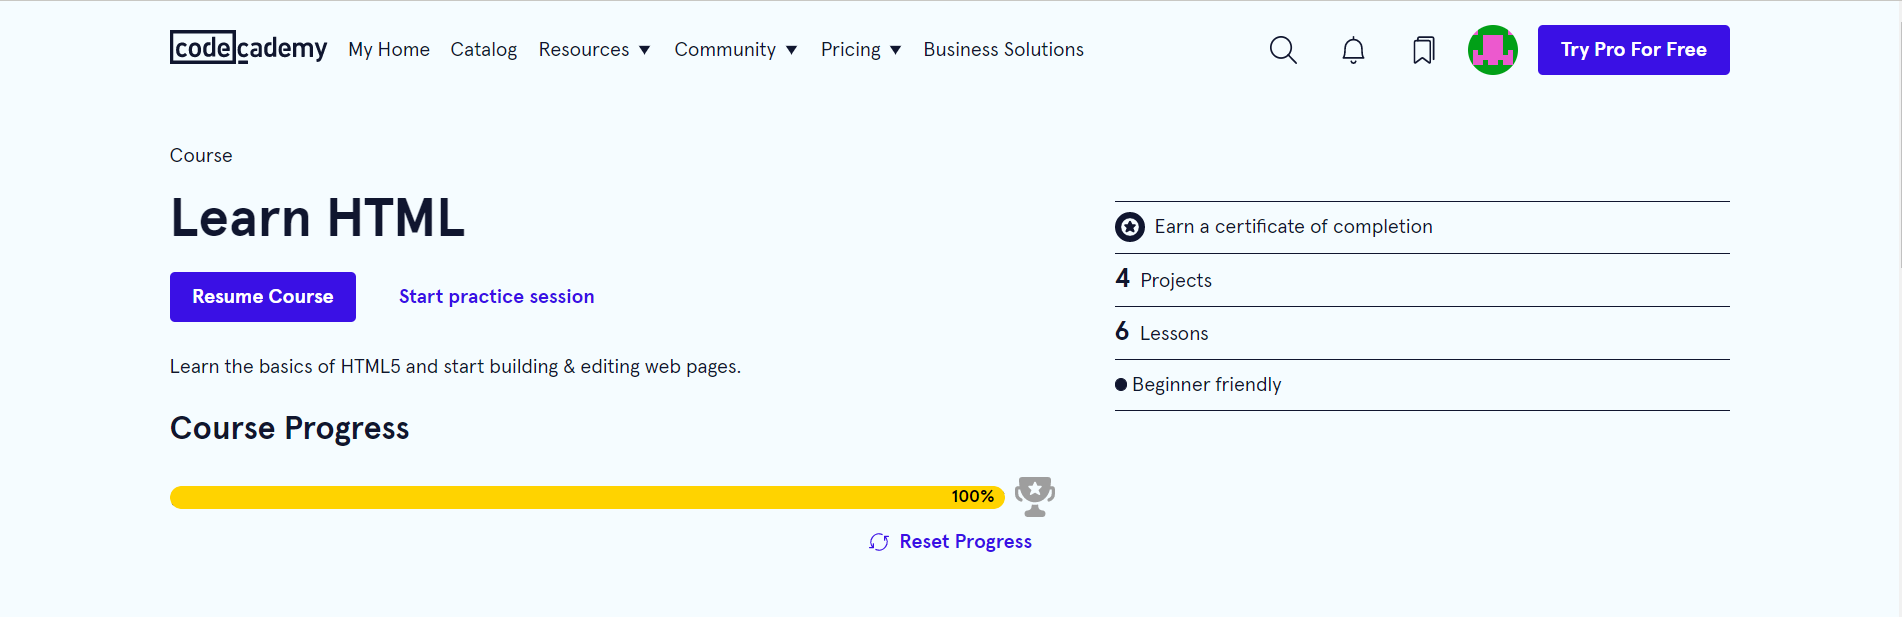 codecademy My Home Catalog Resources Community Pricing Business Solutions Try Pro For Free
Course
Learn HTML
Resume Course Start practice session
Learn the basics of HTML5 and start building & editing web pages.
Course Progress
100%
Reset Progress
Earn a certificate of completion
4 Projects
6 Lessons
Beginner friendly